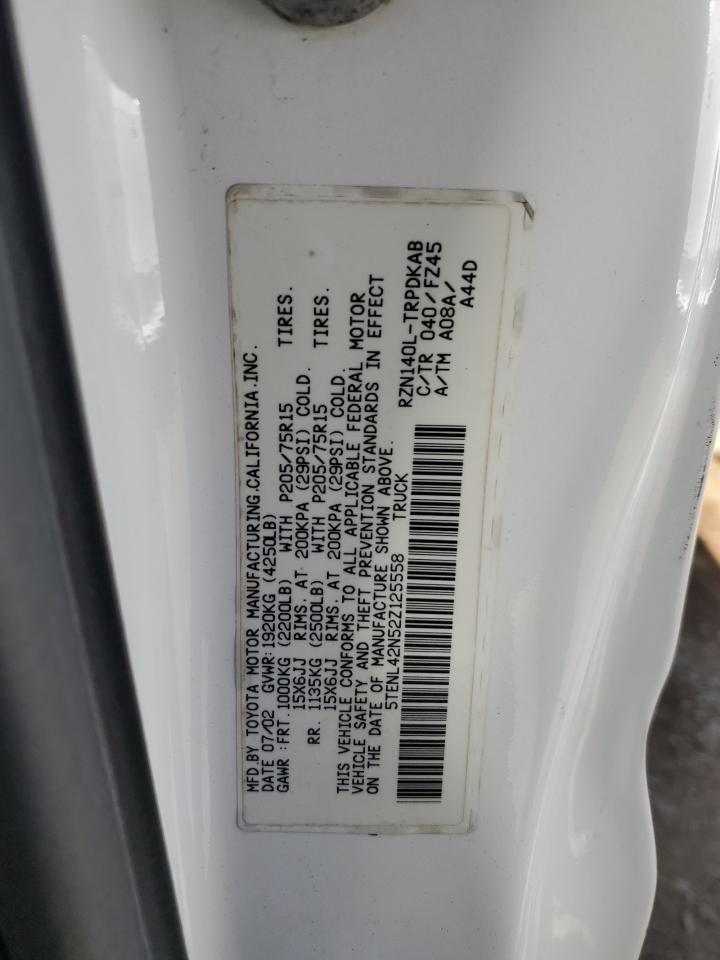 MFD.BY TOYOTA MOTOR MANUFACTURING.CALIFORNIA.INC.
DATE 07/02 GVWR:1920KG (4250LB)
GAWR :FRT.1000KG (2200LB) WITH P205/75R15 TIRES.
15X6JJ RIMS. AT 200KPA (29PSI) COLD.
RR. 1135KG (2500LB) WITH P205/75R15 TIRES.
15X6JJ RIMS. AT 200KPA (29PSI) COLD.
THIS VEHICLE CONFORMS TO ALL APPLICABLE FEDERAL MOTOR
VEHICLE SAFETY AND THEFT PREVENTION STANDARDS IN EFFECT
ON THE DATE OF MANUFACTURE SHOWN ABOVE.
5TENL42N52Z125558 TRUCK
RZN140L-TRPDKAB
C/TR 040/FZ45
A/TM A08A/
A44D